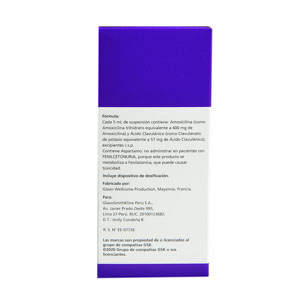 Fórmula:
Cada 5 mL de suspensión contiene: Amoxicilina (como
Amoxicilina trihidrato equivalente a 400 mg de
Amoxicilina) y Ácido Clavulánico (como Clavulanato
de potasio equivalente a 57 mg de Ácido Clavulánico),
excipientes c.s.p.
Contiene Aspartamo: no administrar en pacientes con
FENILCETONURIA, porque este producto se
metaboliza a Fenilalanina, que puede causar
toxicidad.
Incluye dispositivo de dosificación.
Fabricado por:
Glaxo Wellcome Production, Mayenne, Francia
Para:
GlaxoSmithKline Perú S.A.,
Av. Javier Prado Oeste 995,
Lima 27-Perú. RUC: 20100123682
D.T.: Amily Condeña R.
R. S. N° EE-07726
Las marcas son propiedad de o licenciadas al
grupo de compañías GSK
©2020 Grupo de compañías GSK o sus
licenciantes.